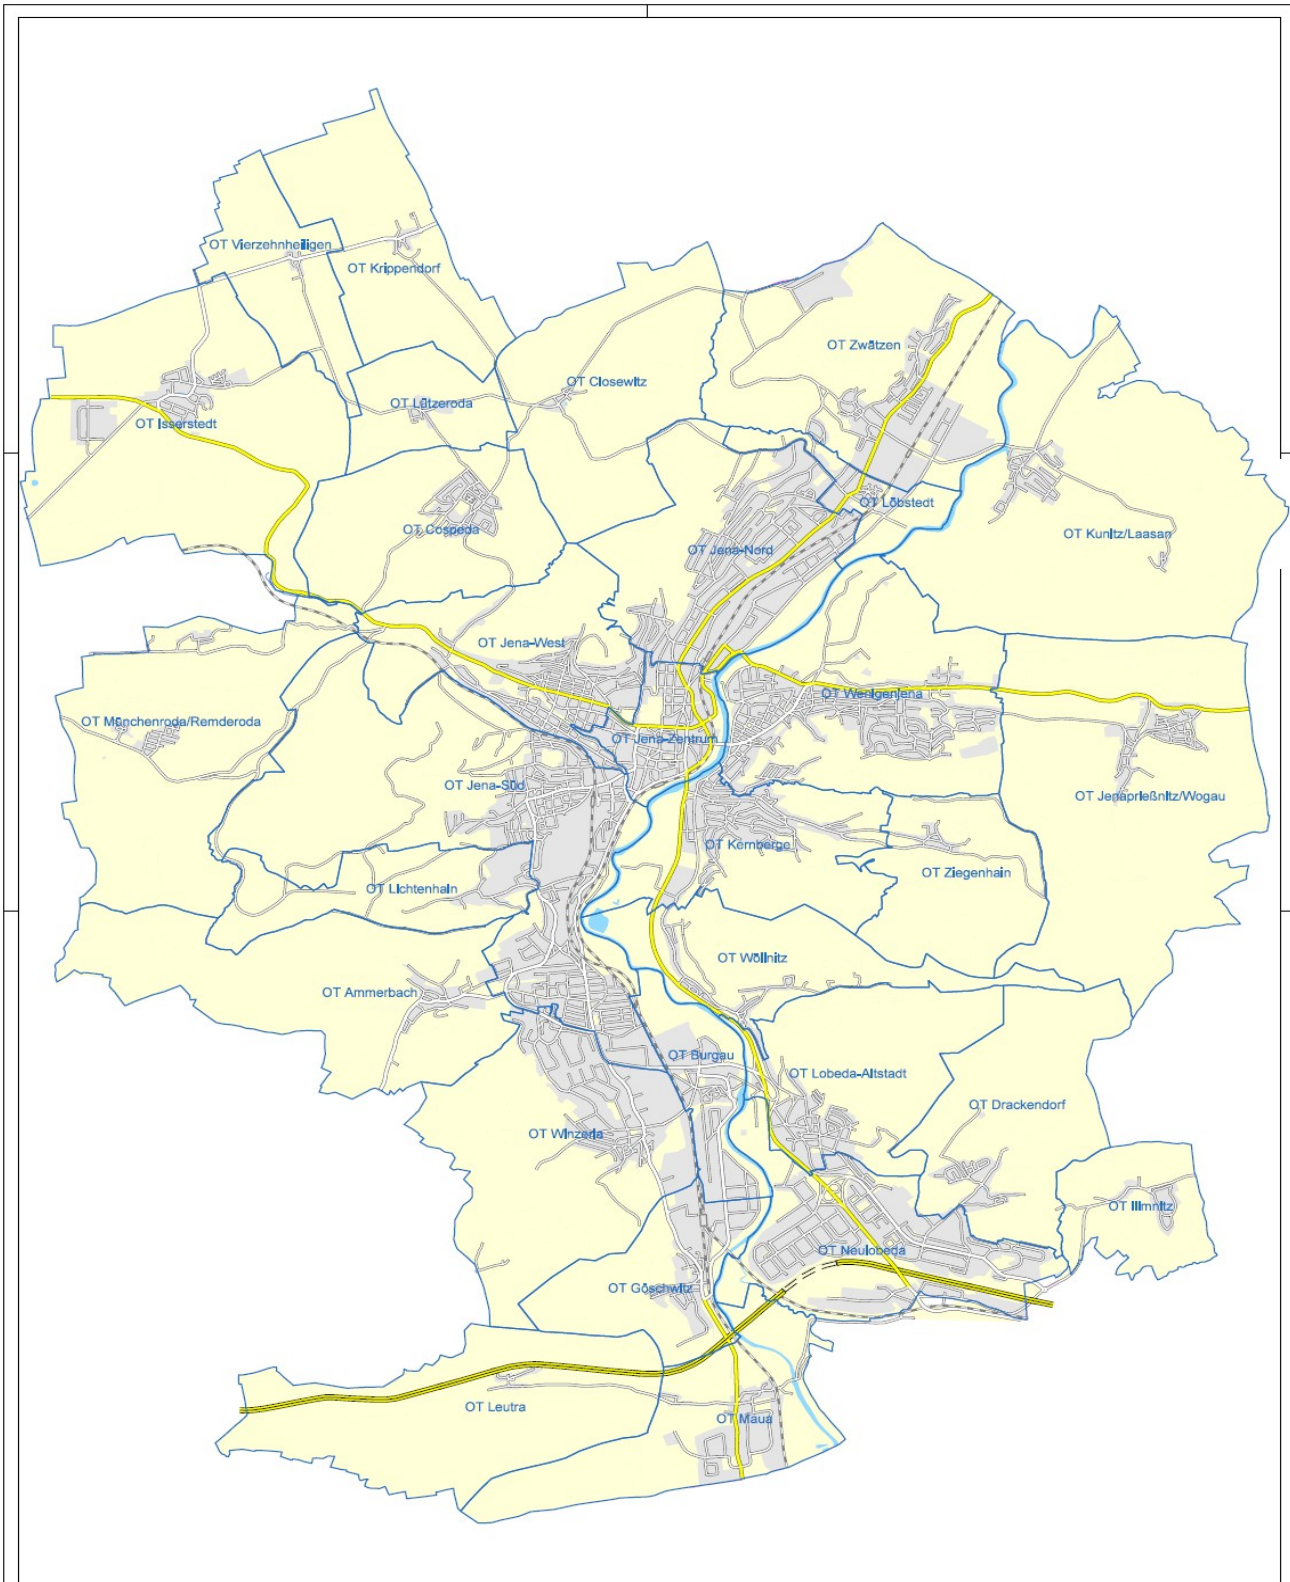 OT Vierzehnheiligen
OT Krippendorf
OT Zwätzen
OT Closewitz
OT Lützeroda
OT Isserstedt
OT Löbstedt
OT Cospeda
OT Kunitz/Laasan
OT Jena-Nord
OT Jena-West
OT Wenigenjena
OT Münchenroda/Remderoda
OT Jena-Zentrum
OT Jena-Süd
OT Jenaprießnitz/Wogau
OT Kernberge
OT Ziegenhain
OT Lichtenhain
OT Wöllnitz
OT Ammerbach
OT Burgau
OT Lobeda-Altstadt
OT Drackendorf
OT Winzerla
OT Ilmnitz
OT Neulobeda
OT Göschwitz
OT Leutra
OT Maua